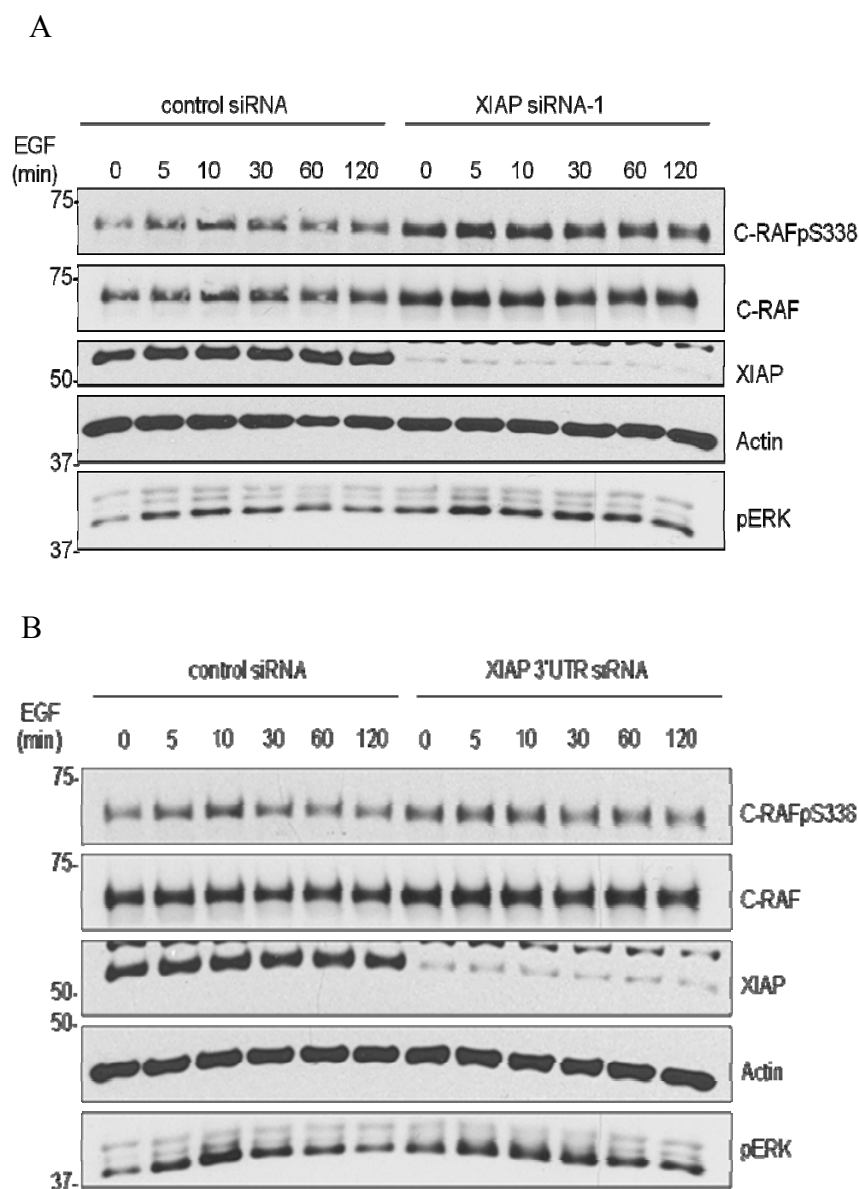 A
control siRNA XIAP siRNA-1
EGF
(min) 0 5 10 30 60 120 0 5 10 30 60 120
75-
C-RAFpS338
75-
C-RAF
XIAP
50-
Actin
37-
pERK
37-
B
control siRNA XIAP 3'UTR siRNA
EGF
(min) 0 5 10 30 60 120 0 5 10 30 60 120
75-
C-RAFpS338
75-
C-RAF
XIAP
50-
50-
Actin
pERK
37-